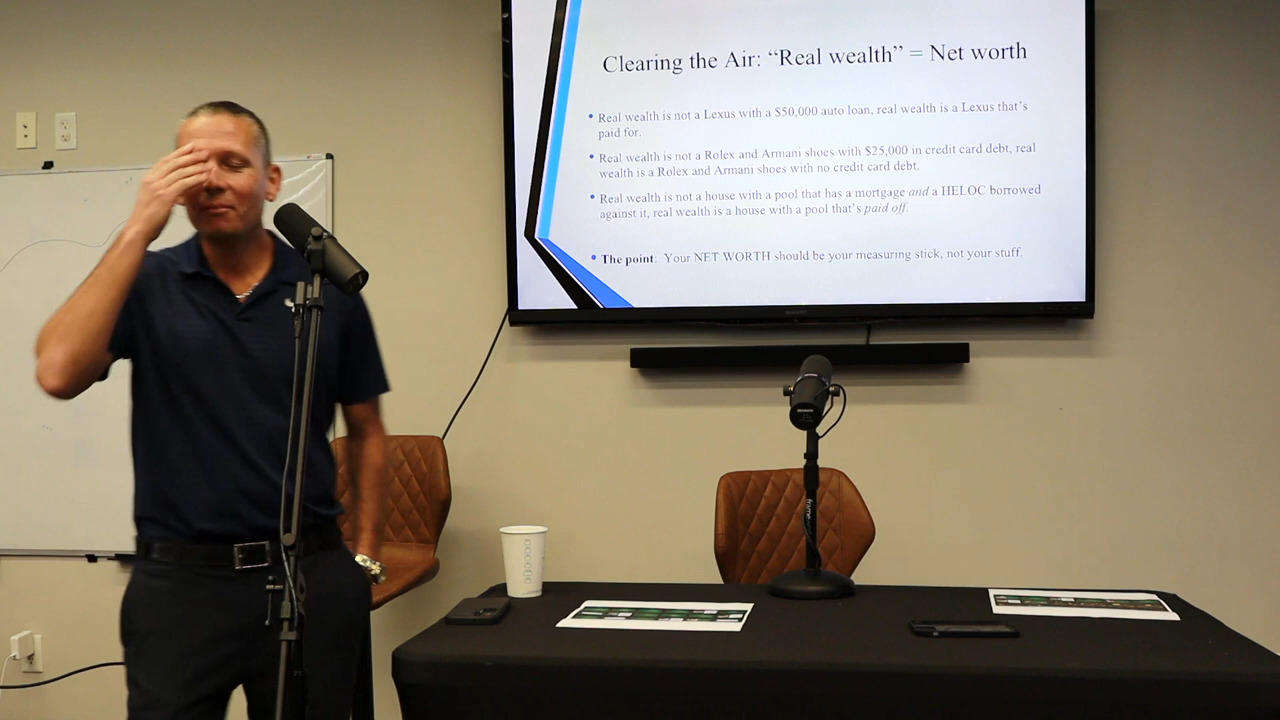 Clearing the Air: “Real wealth” = Net worth
• Real wealth is not a Lexus with a $50,000 auto loan, real wealth is a Lexus that’s
paid for.
• Real wealth is not a Rolex and Armani shoes with $25,000 in credit card debt, real
wealth is a Rolex and Armani shoes with no credit card debt.
• Real wealth is not a house with a pool that has a mortgage and a HELOC borrowed
against it, real wealth is a house with a pool that’s paid off.
• The point: Your NET WORTH should be your measuring stick, not your stuff.
frame